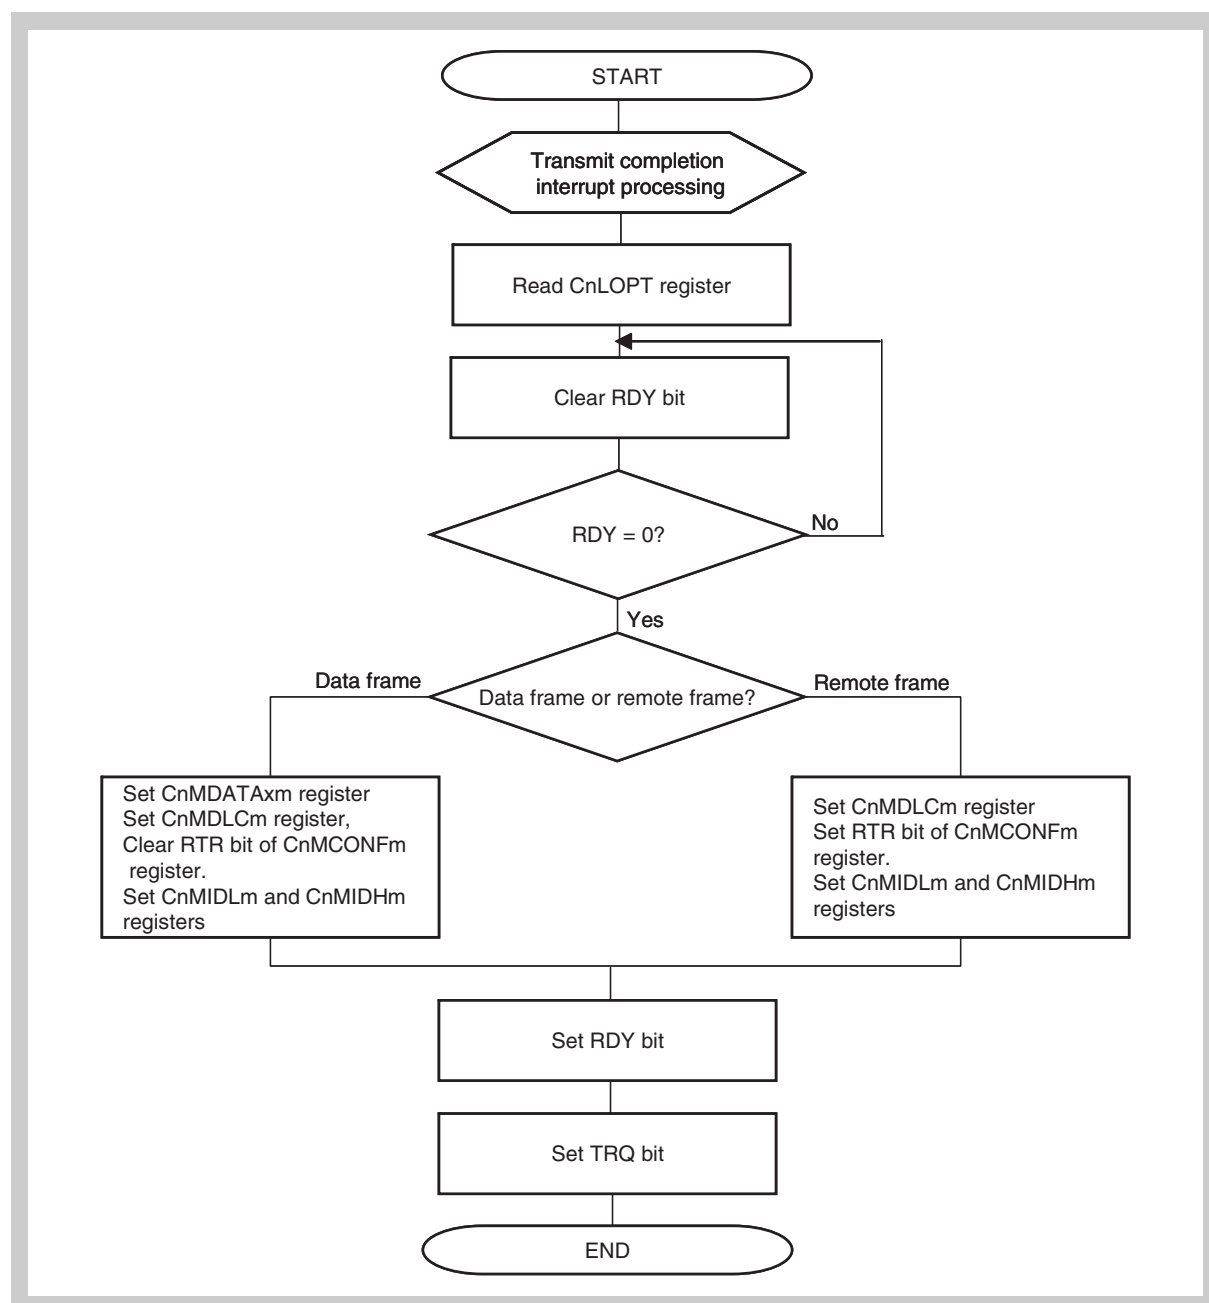 START
Transmit completion
interrupt processing
Read CnLOPT register
Clear RDY bit
RDY = 0?
No
Yes
Data frame or remote frame?
Data frame
Remote frame
Set CnMDATAxm register
Set CnMDLCm register,
Clear RTR bit of CnMCONFm
register.
Set CnMIDLm and CnMIDHm
registers
Set CnMDLCm register
Set RTR bit of CnMCONFm
register.
Set CnMIDLm and CnMIDHm
registers
Set RDY bit
Set TRQ bit
END